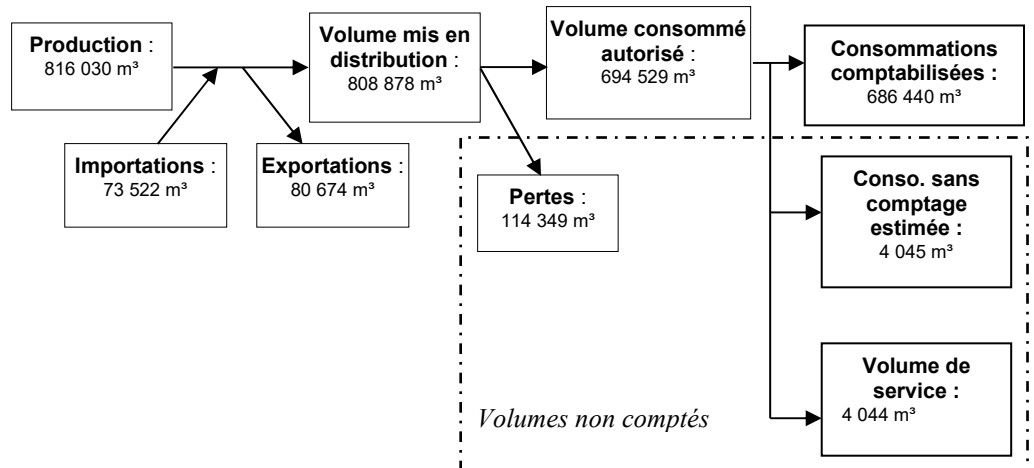 Production :
816 030 m³
Volume mis en
distribution :
808 878 m³
Volume consommé
autorisé :
694 529 m³
Consommations
comptabilisées :
686 440 m³
Importations :
73 522 m³
Exportations :
80 674 m³
Pertes :
114 349 m³
Conso. sans
comptage
estimée :
4 045 m³
Volume de
service :
4 044 m³
Volumes non comptés